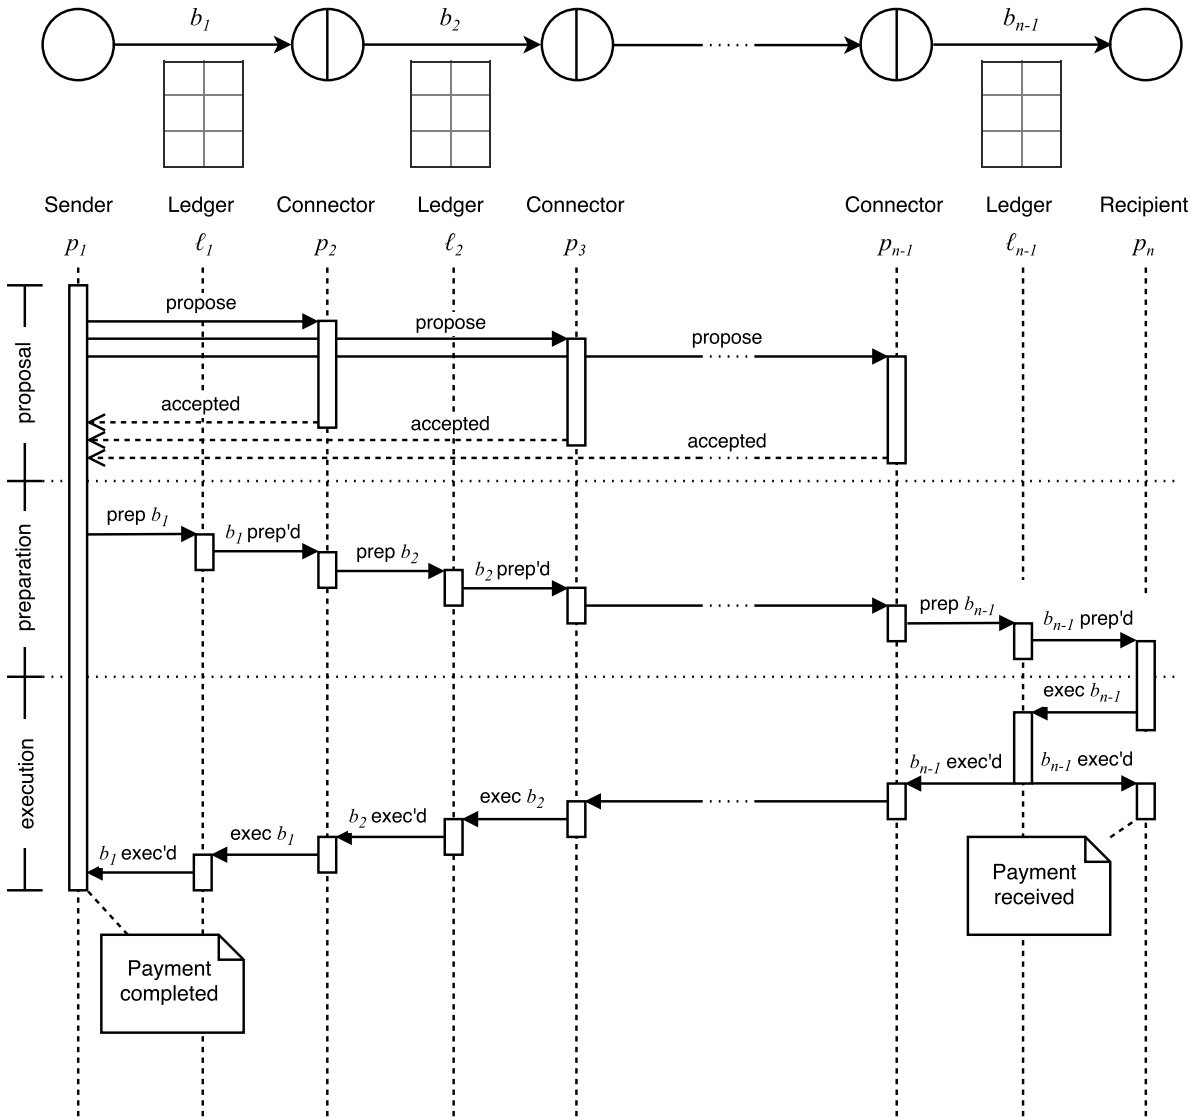 b1 b2 bn-1
Sender Ledger Connector Ledger Connector Connector Ledger Recipient
p1 ℓ1 p2 ℓ2 p3 pn-1 ℓn-1 pn
proposal
propose
propose
propose
accepted
accepted
accepted
preparation
prep b1
b1 prep'd
prep b2
b2 prep'd
prep bn-1
bn-1 prep'd
execution
exec bn-1
bn-1 exec'd
bn-1 exec'd
exec b2
b2 exec'd
exec b1
b1 exec'd
Payment
received
Payment
completed